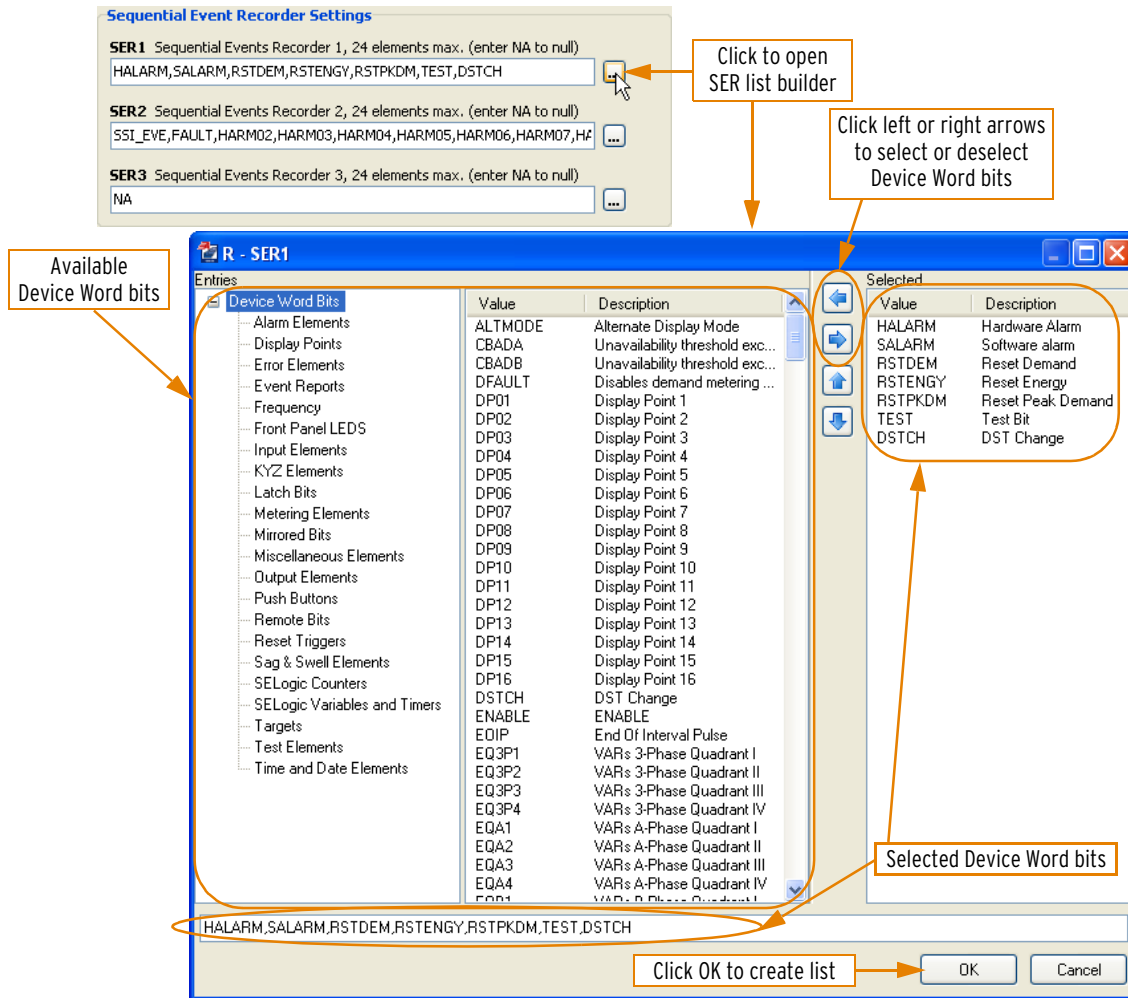 Sequential Event Recorder Settings
SER1 Sequential Events Recorder 1, 24 elements max. (enter NA to null)
HALARM,SALARM,RSTDEM,RSTENGY,RSTPKDM,TEST,DSTCH
...
Click to open
SER list builder
SER2 Sequential Events Recorder 2, 24 elements max. (enter NA to null)
SSI_EVE,FAULT,HARM02,HARM03,HARM04,HARM05,HARM06,HARM07,HA
...
SER3 Sequential Events Recorder 3, 24 elements max. (enter NA to null)
NA
...
Click left or right arrows
to select or deselect
Device Word bits
Available
Device Word bits
R - SER1
Entries
Device Word Bits
Alarm Elements
Display Points
Error Elements
Event Reports
Frequency
Front Panel LEDS
Input Elements
KYZ Elements
Latch Bits
Metering Elements
Mirrored Bits
Miscellaneous Elements
Output Elements
Push Buttons
Remote Bits
Reset Triggers
Sag & Swell Elements
SELogic Counters
SELogic Variables and Timers
Targets
Test Elements
Time and Date Elements
Value Description
ALTMODE Alternate Display Mode
CBADA Unavailability threshold exc...
CBADB Unavailability threshold exc...
DFAULT Disables demand metering ...
DP01 Display Point 1
DP02 Display Point 2
DP03 Display Point 3
DP04 Display Point 4
DP05 Display Point 5
DP06 Display Point 6
DP07 Display Point 7
DP08 Display Point 8
DP09 Display Point 9
DP10 Display Point 10
DP11 Display Point 11
DP12 Display Point 12
DP13 Display Point 13
DP14 Display Point 14
DP15 Display Point 15
DP16 Display Point 16
DSTCH DST Change
ENABLE ENABLE
EOIP End Of Interval Pulse
EQ3P1 VARs 3-Phase Quadrant I
EQ3P2 VARs 3-Phase Quadrant II
EQ3P3 VARs 3-Phase Quadrant III
EQ3P4 VARs 3-Phase Quadrant IV
EQA1 VARs A-Phase Quadrant I
EQA2 VARs A-Phase Quadrant II
EQA3 VARs A-Phase Quadrant III
EQA4 VARs A-Phase Quadrant IV
Selected
Value Description
HALARM Hardware Alarm
SALARM Software alarm
RSTDEM Reset Demand
RSTENGY Reset Energy
RSTPKDM Reset Peak Demand
TEST Test Bit
DSTCH DST Change
Selected Device Word bits
HALARM,SALARM,RSTDEM,RSTENGY,RSTPKDM,TEST,DSTCH
Click OK to create list
OK
Cancel